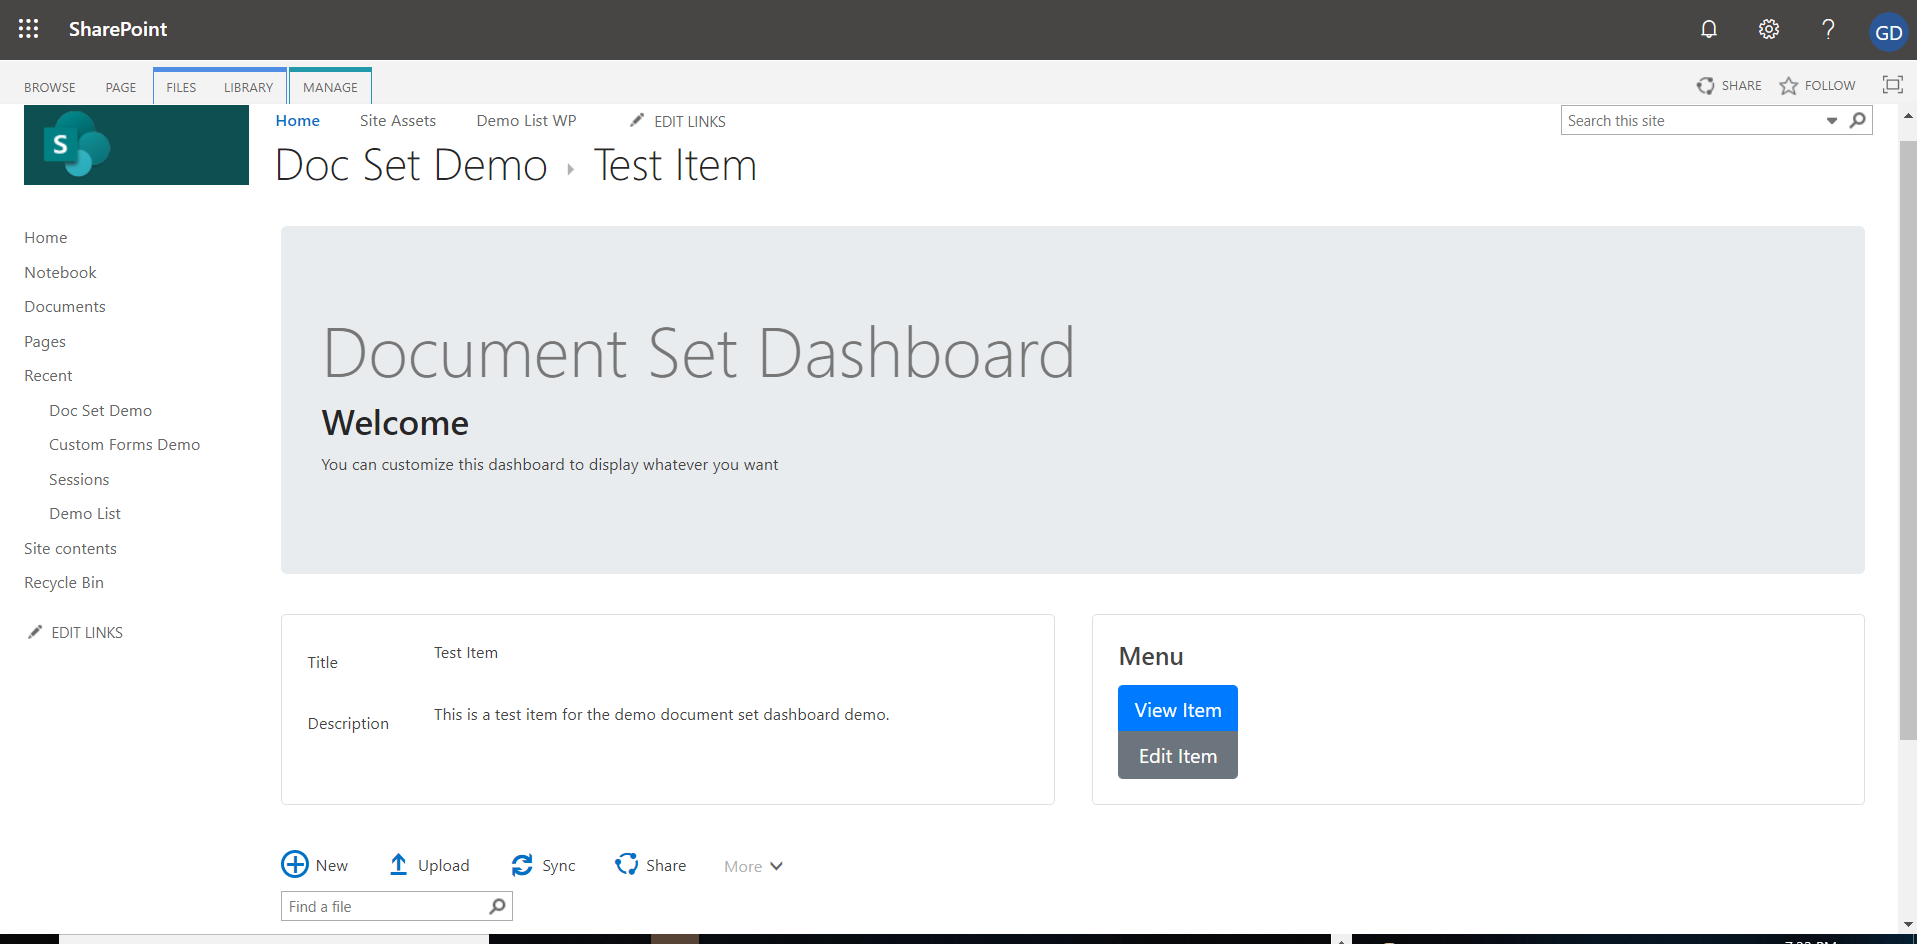 SharePoint
GD
BROWSE PAGE FILES LIBRARY MANAGE
SHARE FOLLOW
S
Home Site Assets Demo List WP EDIT LINKS
Search this site
Doc Set Demo Test Item
Home
Notebook
Documents
Pages
Recent
Doc Set Demo
Custom Forms Demo
Sessions
Demo List
Site contents
Recycle Bin
EDIT LINKS
Document Set Dashboard
Welcome
You can customize this dashboard to display whatever you want
Title Test Item
Description This is a test item for the demo document set dashboard demo.
Menu
View Item
Edit Item
New Upload Sync Share More
Find a file